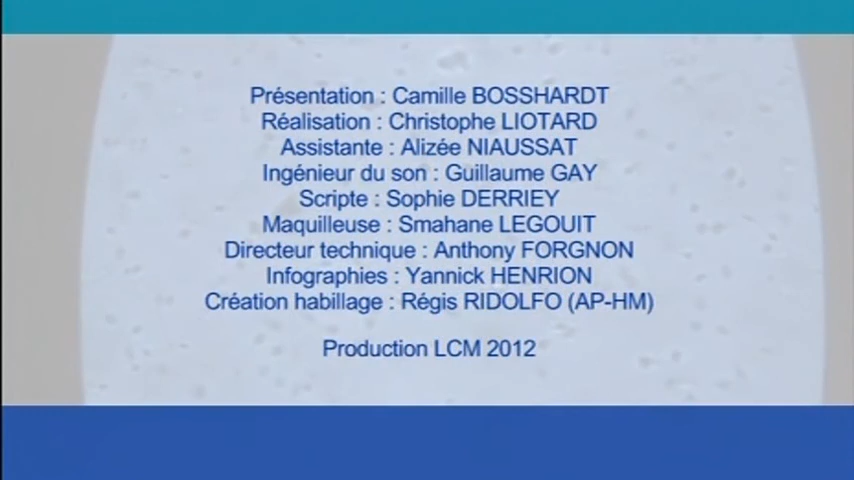 Présentation : Camille BOSSHARDT
Réalisation : Christophe LIOTARD
Assistante : Alizée NIAUSSAT
Ingénieur du son : Guillaume GAY
Scripte : Sophie DERRIEY
Maquilleuse : Smahane LEGOUIT
Directeur technique : Anthony FORGNON
Infographies : Yannick HENRION
Création habillage : Régis RIDOLFO (AP-HM)
Production LCM 2012